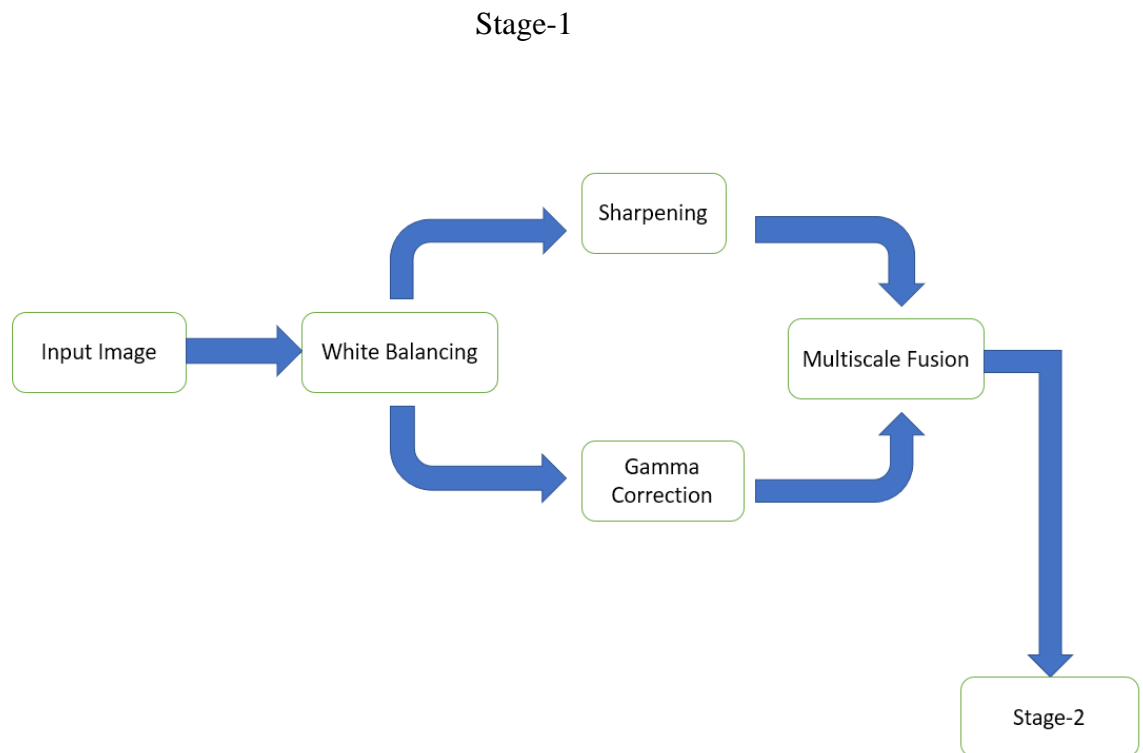 Stage-1
Sharpening
Input Image
White Balancing
Multiscale Fusion
Gamma
Correction
Stage-2